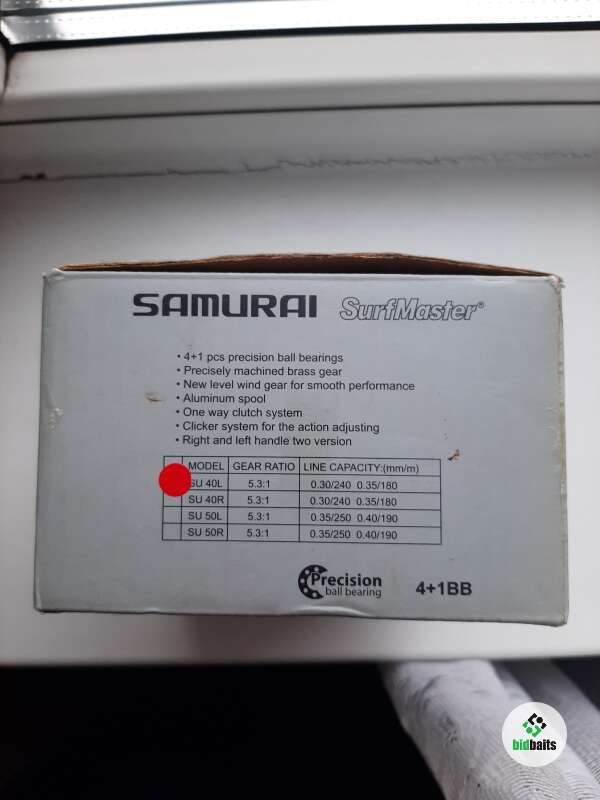 SAMURAI SurfMaster®
• 4+1 pcs precision ball bearings
• Precisely machined brass gear
• New level wind gear for smooth performance
• Aluminum spool
• One way clutch system
• Clicker system for the action adjusting
• Right and left handle two version
MODEL GEAR RATIO LINE CAPACITY:(mm/m)
SU 40L 5.3:1 0.30/240 0.35/180
SU 40R 5.3:1 0.30/240 0.35/180
SU 50L 5.3:1 0.35/250 0.40/190
SU 50R 5.3:1 0.35/250 0.40/190
Precision
ball bearing
4+1BB
bidbaits